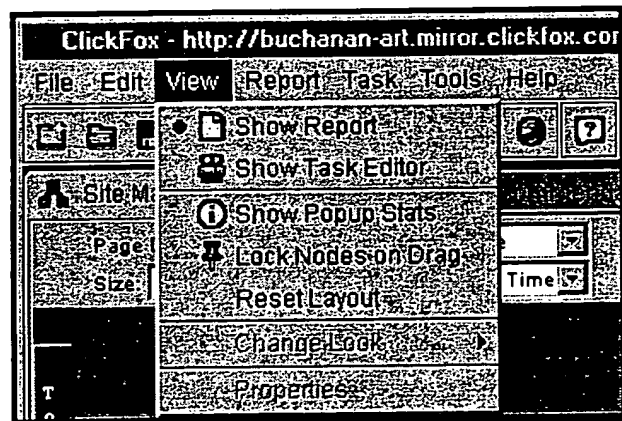 ClickFox - http://buchanan-art.mirror.clickfox.cor
File Edit View Report Task Tools Help
Show Report
Show Task Editor
Site M
Show Popup Stats
Page
Lock Nodes on Drag
Size
Time
Reset Layout
Change Look
Properties
T